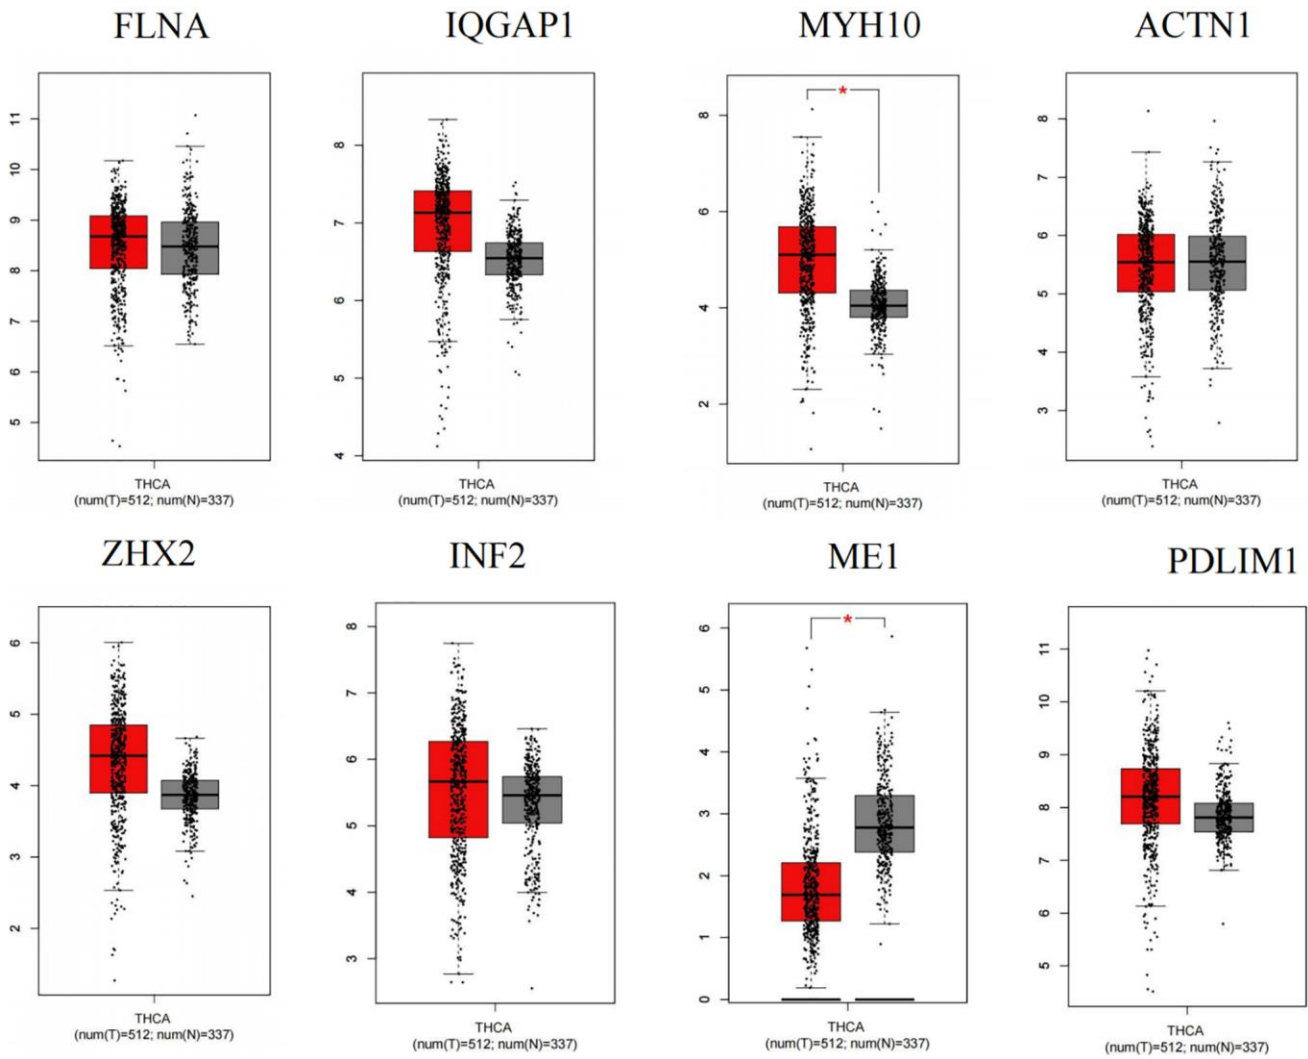 FLNA
IQGAP1
MYH10
ACTN1
11
10
9
8
7
6
5
THCA
(num(T)=512; num(N)=337)
8
7
6
5
4
THCA
(num(T)=512; num(N)=337)
*
8
6
4
2
THCA
(num(T)=512; num(N)=337)
8
7
6
5
4
3
THCA
(num(T)=512; num(N)=337)
ZHX2
INF2
ME1
PDLIM1
6
5
4
3
2
THCA
(num(T)=512; num(N)=337)
8
7
6
5
4
3
THCA
(num(T)=512; num(N)=337)
*
6
5
4
3
2
1
0
THCA
(num(T)=512; num(N)=337)
11
10
9
8
7
6
5
THCA
(num(T)=512; num(N)=337)